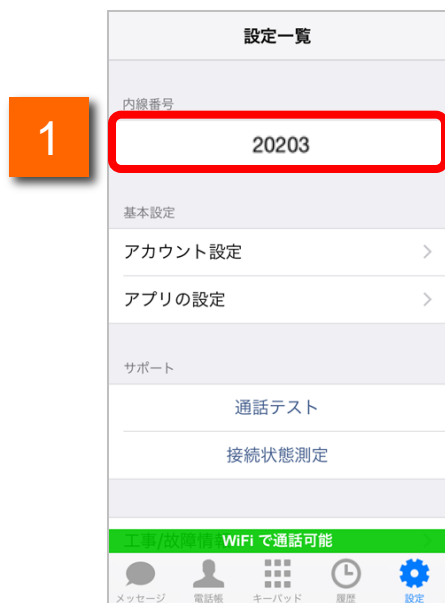 設定一覧
内線番号
1
20203
基本設定
アカウント設定
アプリの設定
サポート
通話テスト
接続状態測定
工事/故障情報
WiFi で通話可能
メッセージ 電話帳 キーパッド 履歴 設定